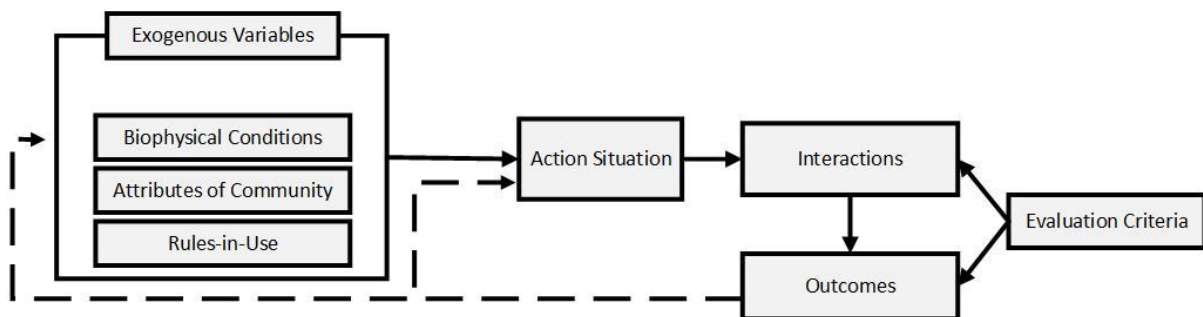 Exogenous Variables
Biophysical Conditions
Attributes of Community
Rules-in-Use
Action Situation
Interactions
Outcomes
Evaluation Criteria